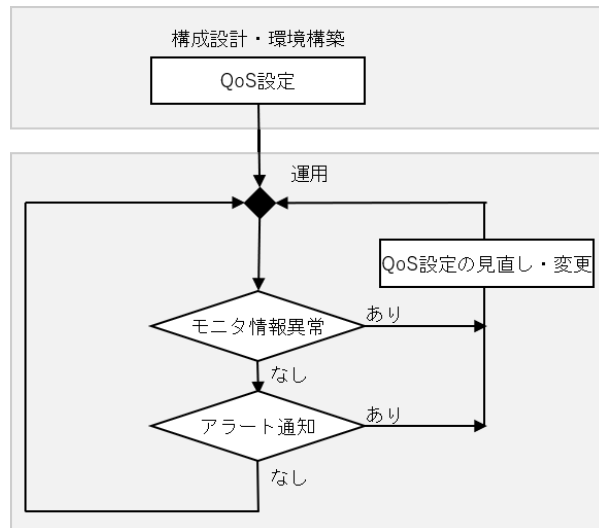 構成設計・環境構築
QoS設定
運用
QoS設定の見直し・変更
モニタ情報異常
あり
なし
アラート通知
あり
なし